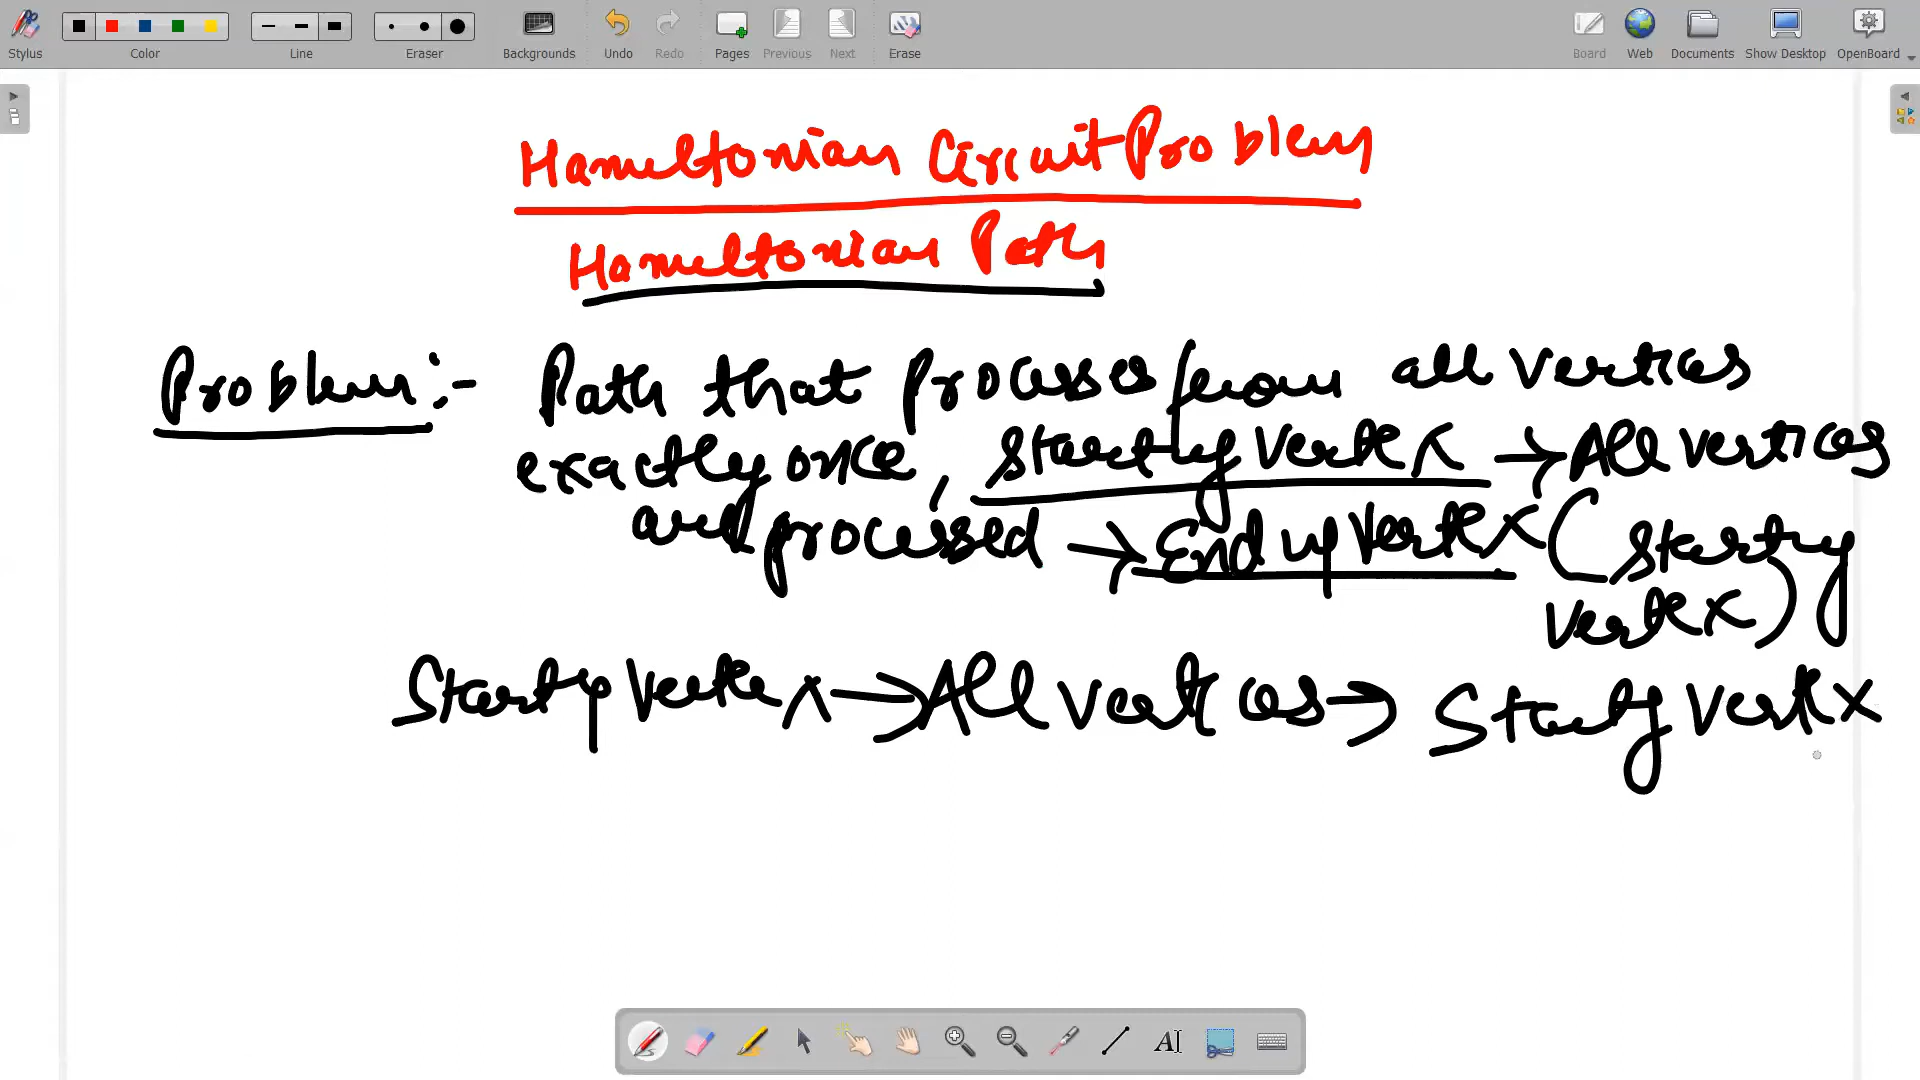 Stylus Color Line Eraser Backgrounds Undo Redo Pages Previous Next Erase Board Web Documents Show Desktop OpenBoard
Hamiltonian Circuit Problem
Hamiltonian Path
Problem:- Path that processes from all vertices
exactly once, Starting Vertex → All vertices
are processed → End up Vertex (Starting
Vertex)
Starting Vertex → All vertices → Starting Vertex
AI